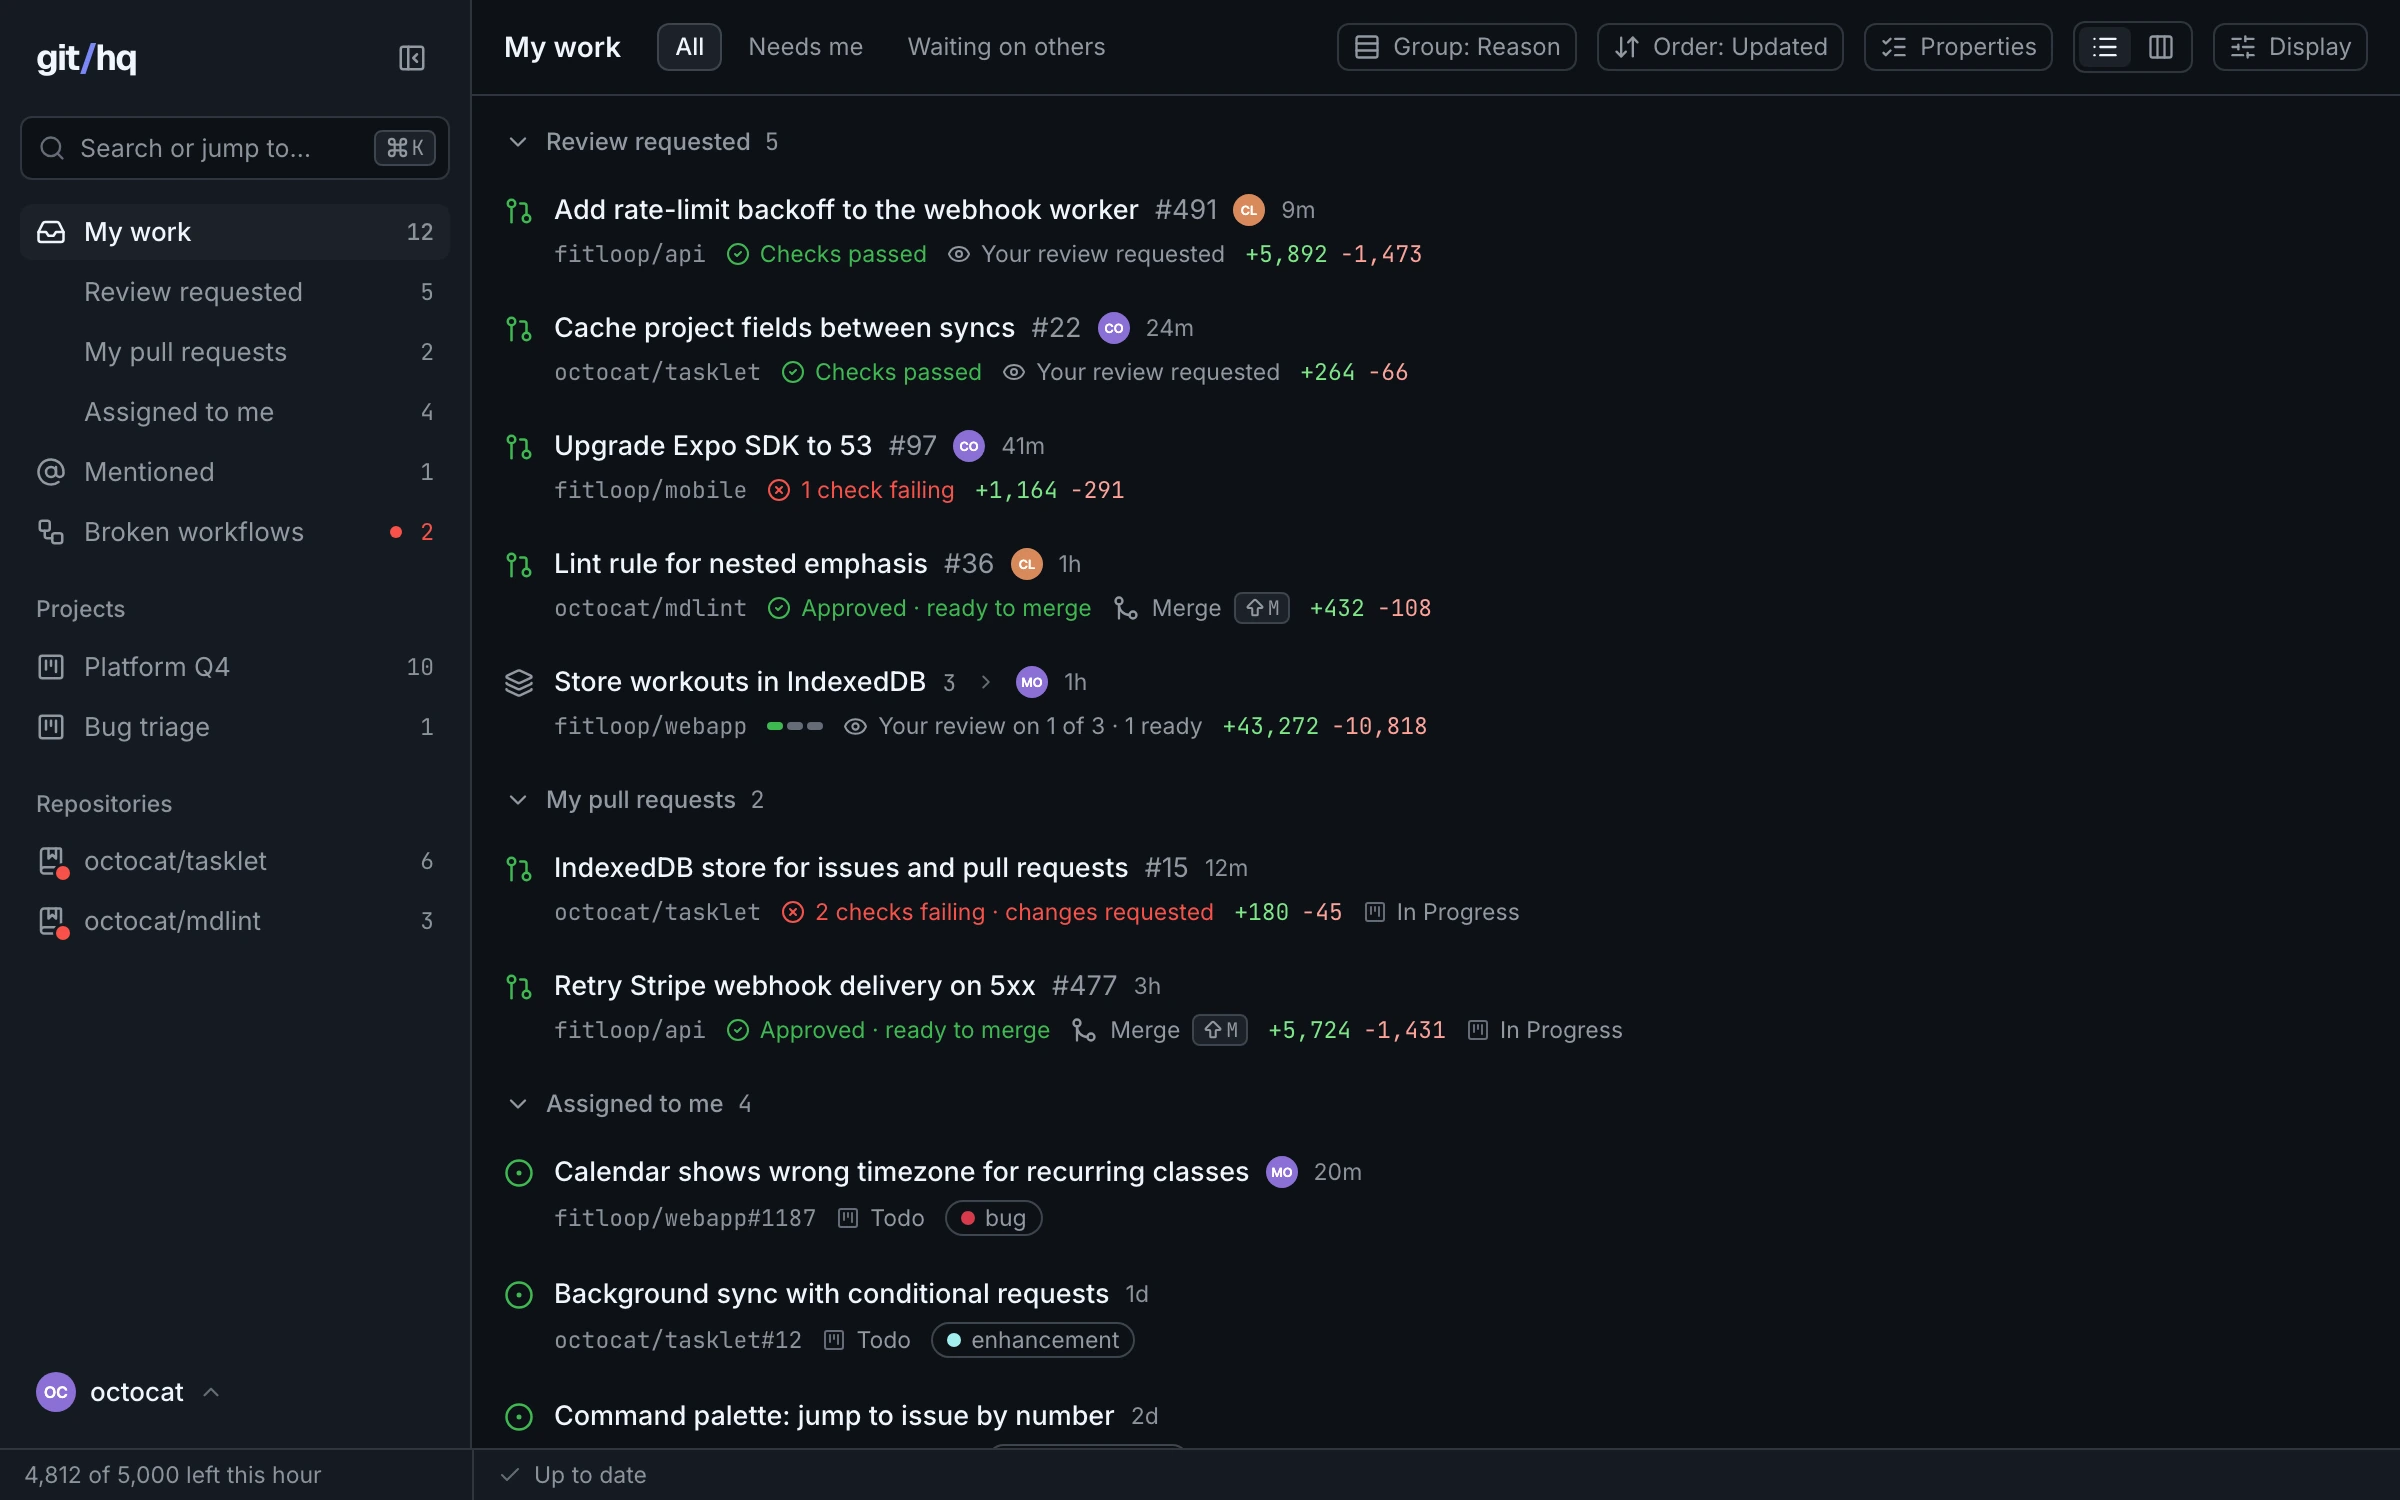 git/hq
Search or jump to... ⌘K
My work 12
Review requested 5
My pull requests 2
Assigned to me 4
Mentioned 1
Broken workflows 2
Projects
Platform Q4 10
Bug triage 1
Repositories
octocat/tasklet 6
octocat/mdlint 3
OC octocat
4,812 of 5,000 left this hour
My work All Needs me Waiting on others Group: Reason Order: Updated Properties Display
Review requested 5
Add rate-limit backoff to the webhook worker #491 CL 9m
fitloop/api Checks passed Your review requested +5,892 -1,473
Cache project fields between syncs #22 CO 24m
octocat/tasklet Checks passed Your review requested +264 -66
Upgrade Expo SDK to 53 #97 CO 41m
fitloop/mobile 1 check failing +1,164 -291
Lint rule for nested emphasis #36 CL 1h
octocat/mdlint Approved · ready to merge Merge ⇧M +432 -108
Store workouts in IndexedDB 3 MO 1h
fitloop/webapp Your review on 1 of 3 · 1 ready +43,272 -10,818
My pull requests 2
IndexedDB store for issues and pull requests #15 12m
octocat/tasklet 2 checks failing · changes requested +180 -45 In Progress
Retry Stripe webhook delivery on 5xx #477 3h
fitloop/api Approved · ready to merge Merge ⇧M +5,724 -1,431 In Progress
Assigned to me 4
Calendar shows wrong timezone for recurring classes MO 20m
fitloop/webapp#1187 Todo bug
Background sync with conditional requests 1d
octocat/tasklet#12 Todo enhancement
Command palette: jump to issue by number 2d
Up to date